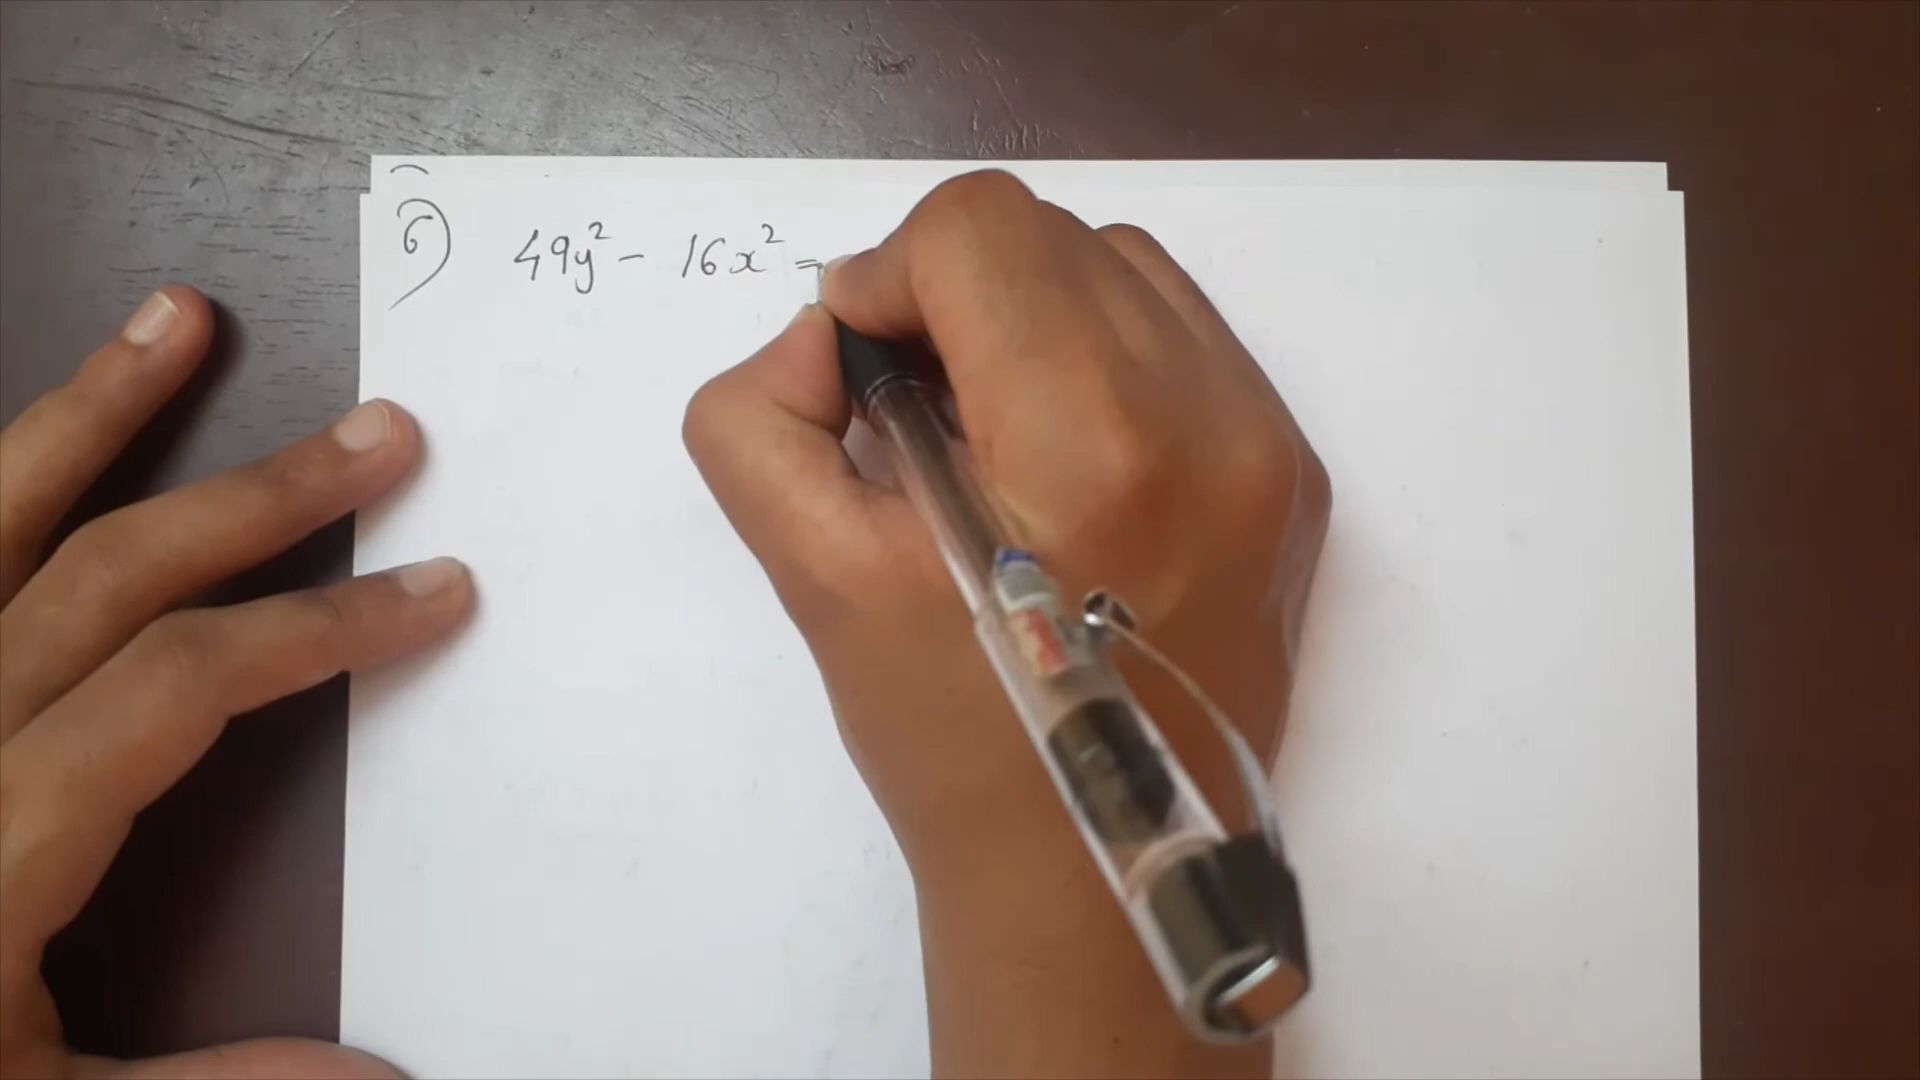 6) 49y² - 16x² =